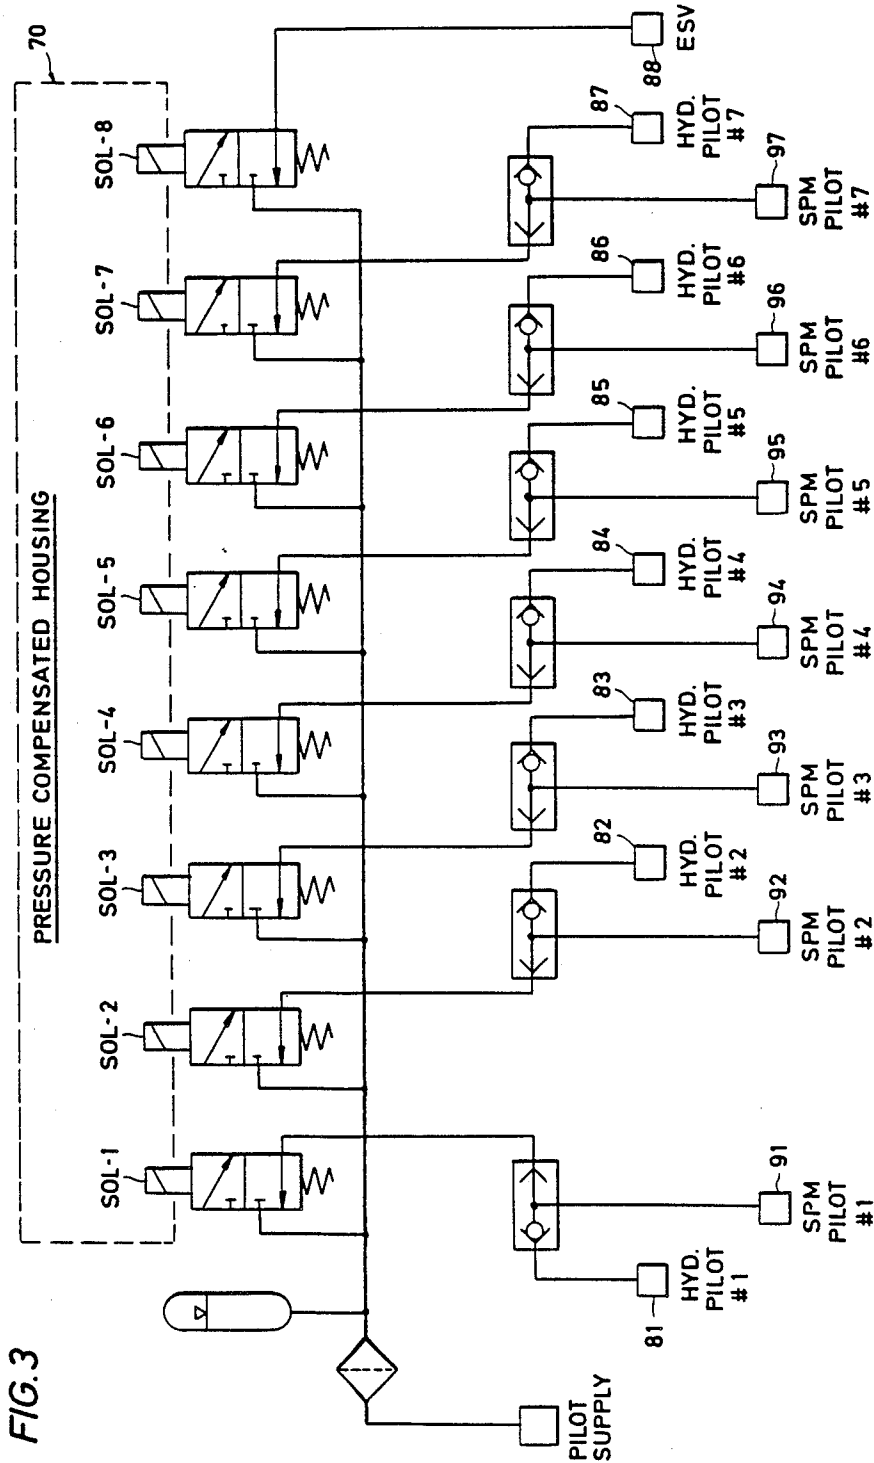 FIG.3
PRESSURE COMPENSATED HOUSING
70
SOL-1
SOL-2
SOL-3
SOL-4
SOL-5
SOL-6
SOL-7
SOL-8
PILOT
SUPPLY
81
HYD.
PILOT
#1
91
SPM
PILOT
#1
82
HYD.
PILOT
#2
92
SPM
PILOT
#2
83
HYD.
PILOT
#3
93
SPM
PILOT
#3
84
HYD.
PILOT
#4
94
SPM
PILOT
#4
85
HYD.
PILOT
#5
95
SPM
PILOT
#5
86
HYD.
PILOT
#6
96
SPM
PILOT
#6
87
HYD.
PILOT
#7
97
SPM
PILOT
#7
88
ESV